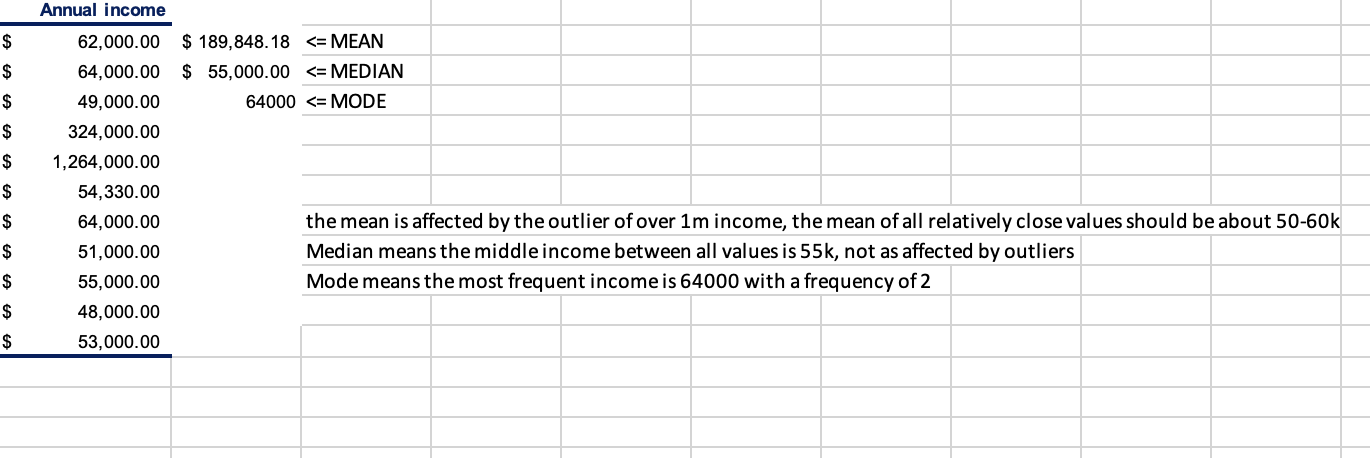 Annual income
$ 62,000.00 $ 189,848.18 <= MEAN
$ 64,000.00 $ 55,000.00 <= MEDIAN
$ 49,000.00 64000 <= MODE
$ 324,000.00
$ 1,264,000.00
$ 54,330.00
$ 64,000.00 the mean is affected by the outlier of over 1m income, the mean of all relatively close values should be about 50-60k
$ 51,000.00 Median means the middle income between all values is 55k, not as affected by outliers
$ 55,000.00 Mode means the most frequent income is 64000 with a frequency of 2
$ 48,000.00
$ 53,000.00